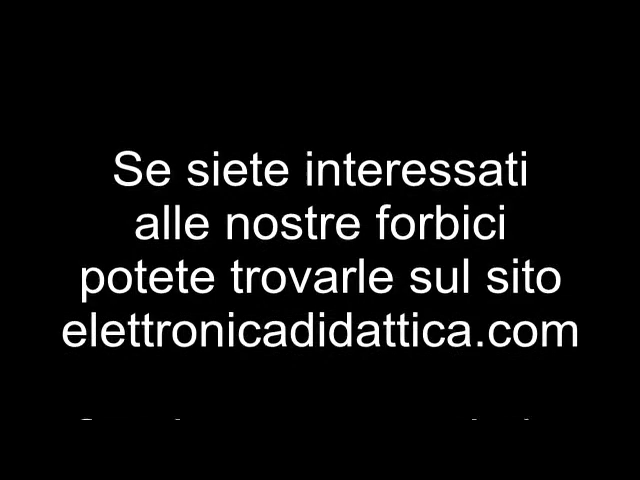 Se siete interessati
alle nostre forbici
potete trovarle sul sito
elettronicadidattica.com